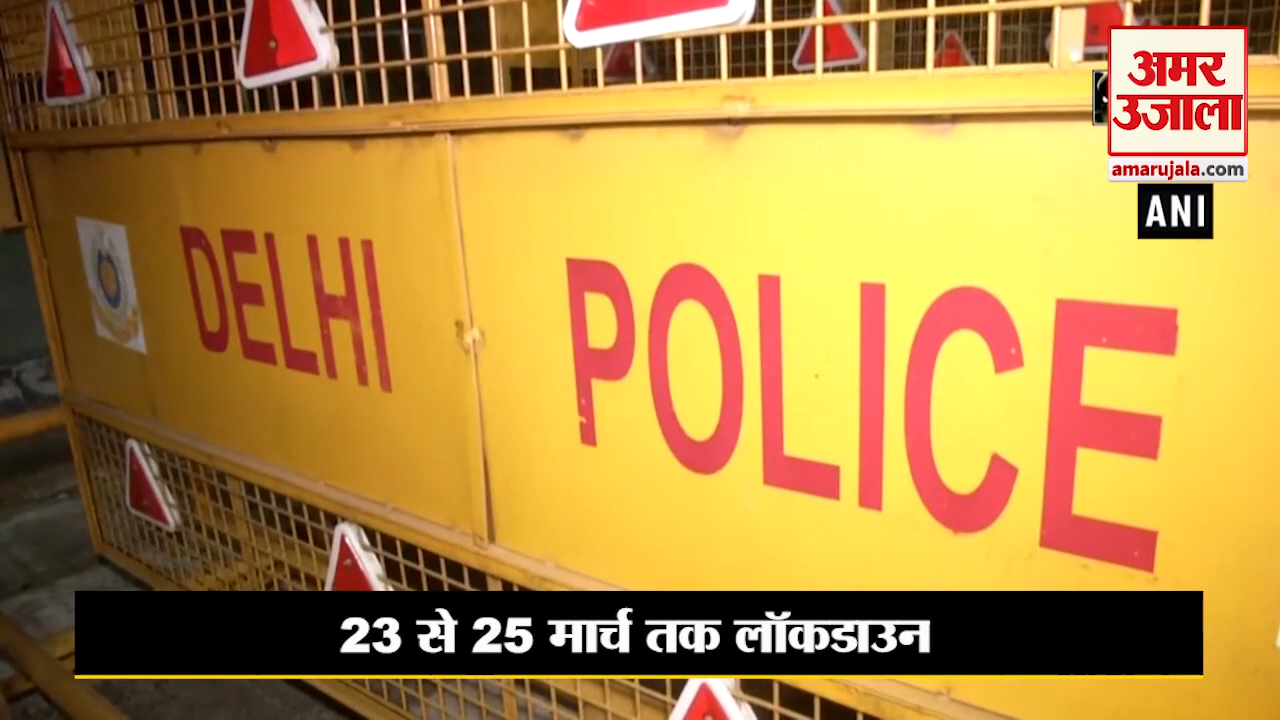 अमर
उजाला
amarujala.com
ANI
DELHI POLICE
23 से 25 मार्च तक लॉकडाउन